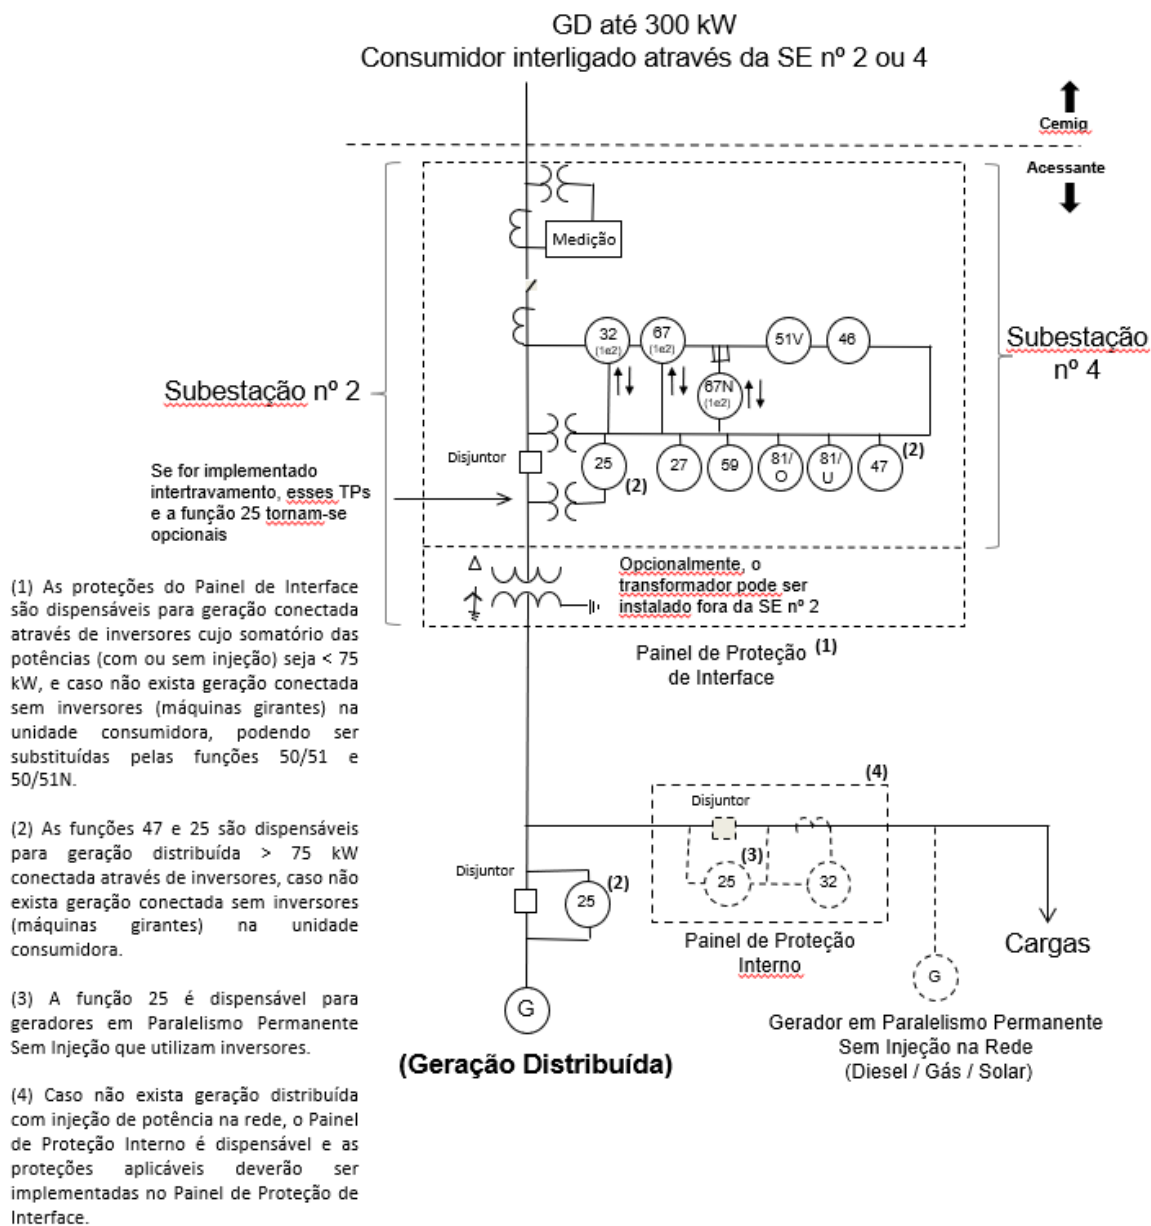 GD até 300 kW
Consumidor interligado através da SE nº 2 ou 4
Cemig
Acessante
Medição
32
(1e2)
67
(1e2)
51V
46
67N
(1e2)
Subestação
nº 4
Subestação nº 2
Disjuntor
25
(2)
27
59
81/
O
81/
U
47
(2)
Se for implementado
intertravamento, esses TPs
e a função 25 tornam-se
opcionais
Δ
Opcionalmente, o
transformador pode ser
instalado fora da SE nº 2
Painel de Proteção (1)
de Interface
(1) As proteções do Painel de Interface
são dispensáveis para geração conectada
através de inversores cujo somatório das
potências (com ou sem injeção) seja < 75
kW, e caso não exista geração conectada
sem inversores (máquinas girantes) na
unidade consumidora, podendo ser
substituídas pelas funções 50/51 e
50/51N.
(2) As funções 47 e 25 são dispensáveis
para geração distribuída > 75 kW
conectada através de inversores, caso não
exista geração conectada sem inversores
(máquinas girantes) na unidade
consumidora.
(3) A função 25 é dispensável para
geradores em Paralelismo Permanente
Sem Injeção que utilizam inversores.
(4) Caso não exista geração distribuída
com injeção de potência na rede, o Painel
de Proteção Interno é dispensável e as
proteções aplicáveis deverão ser
implementadas no Painel de Proteção de
Interface.
(4)
Disjuntor
25
(3)
32
Painel de Proteção
Interno
Disjuntor
25
(2)
G
(Geração Distribuída)
Cargas
G
Gerador em Paralelismo Permanente
Sem Injeção na Rede
(Diesel / Gás / Solar)